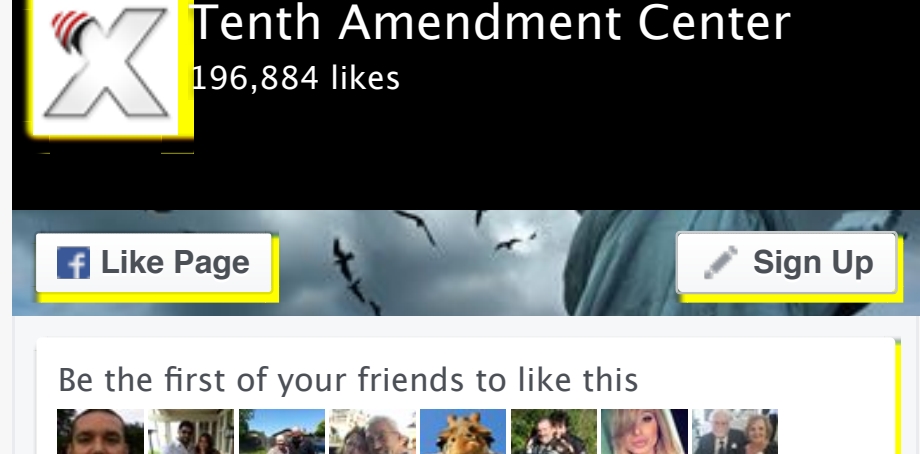 Tenth Amendment Center
196,884 likes
Like Page
Sign Up
Be the first of your friends to like this